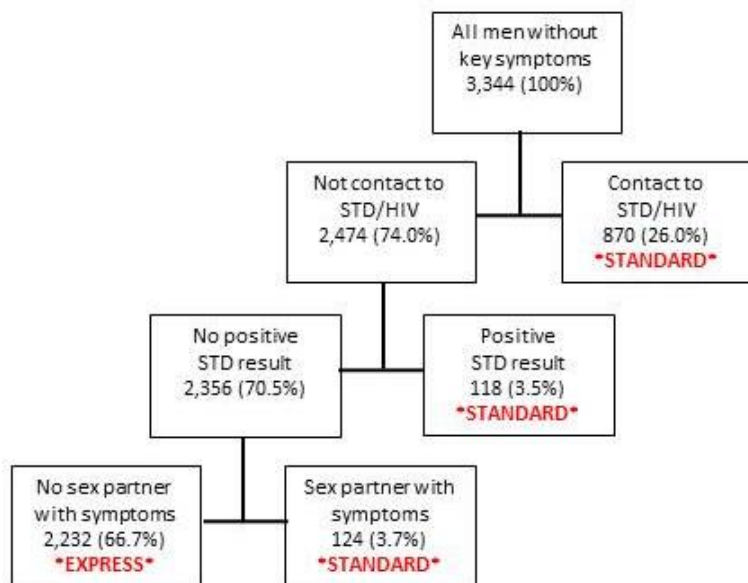 All men without
key symptoms
3,344 (100%)
Not contact to
STD/HIV
2,474 (74.0%)
Contact to
STD/HIV
870 (26.0%)
*STANDARD*
No positive
STD result
2,356 (70.5%)
Positive
STD result
118 (3.5%)
*STANDARD*
No sex partner
with symptoms
2,232 (66.7%)
*EXPRESS*
Sex partner with
symptoms
124 (3.7%)
*STANDARD*